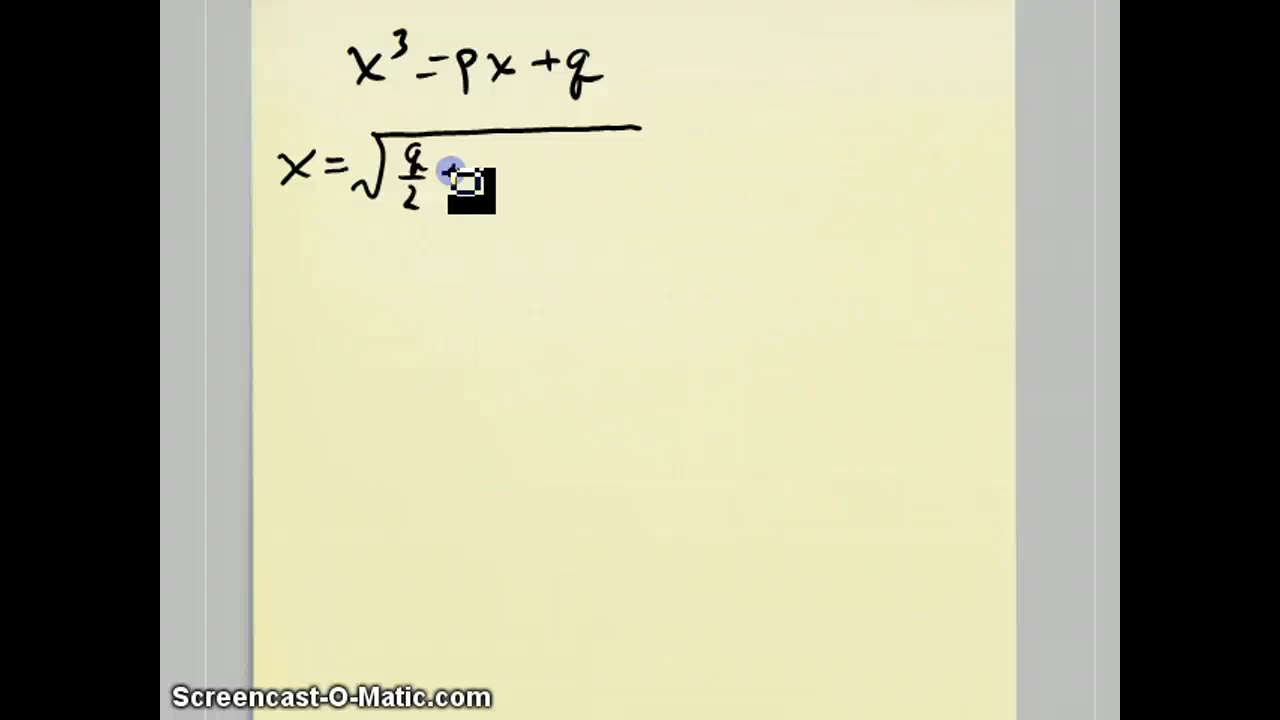 x³ = px + q
x = √(q/2 +
Screencast-O-Matic.com